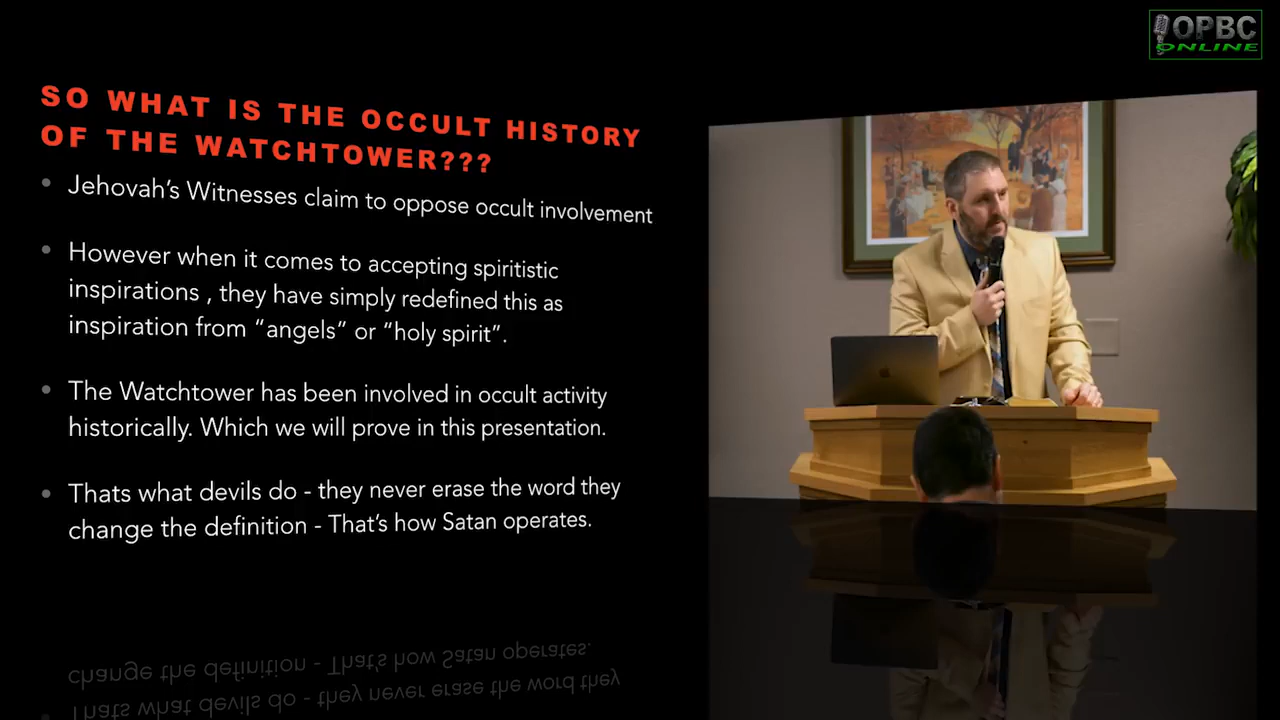 OPBC
ONLINE
SO WHAT IS THE OCCULT HISTORY
OF THE WATCHTOWER???
• Jehovah's Witnesses claim to oppose occult involvement
• However when it comes to accepting spiritistic
inspirations , they have simply redefined this as
inspiration from “angels“ or “holy spirit”.
• The Watchtower has been involved in occult activity
historically. Which we will prove in this presentation.
• Thats what devils do - they never erase the word they
change the definition - That's how Satan operates.